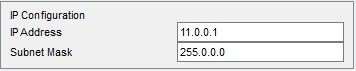 IP Configuration
IP Address 11.0.0.1
Subnet Mask 255.0.0.0